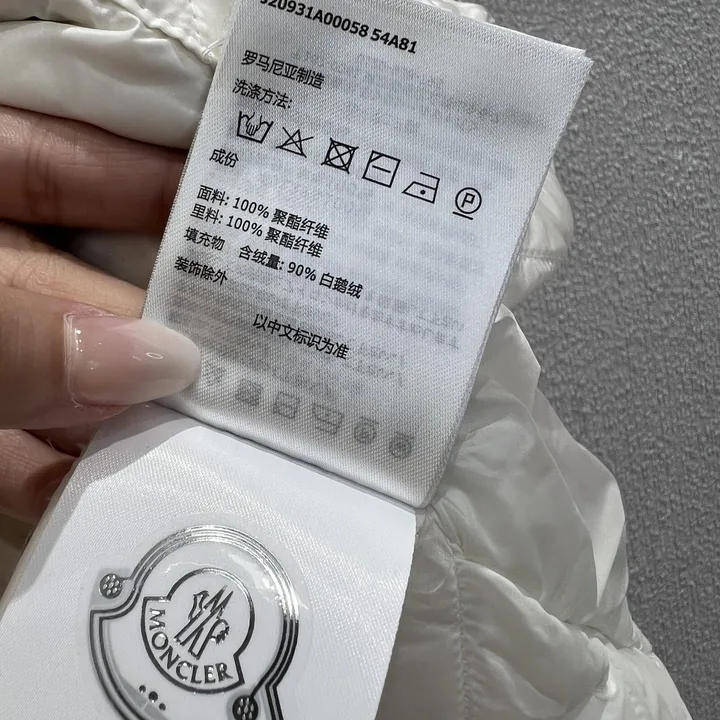 J20931A00058 54A81
罗马尼亚制造
洗涤方法:
P
成份
面料: 100% 聚酯纤维
里料: 100% 聚酯纤维
填充物 含绒量: 90% 白鹅绒
装饰除外
以中文标识为准
MONCLER